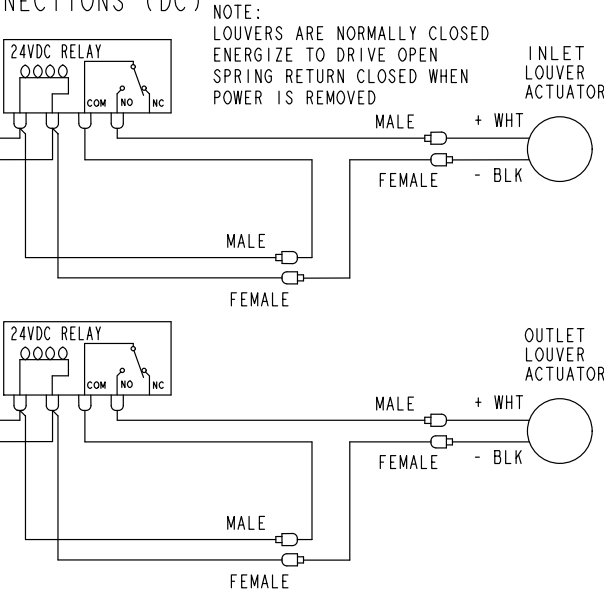 NECTIONS (DC)
NOTE:
LOUVERS ARE NORMALLY CLOSED
ENERGIZE TO DRIVE OPEN
SPRING RETURN CLOSED WHEN
POWER IS REMOVED
24VDC RELAY
COM NO NC
INLET
LOUVER
ACTUATOR
MALE + WHT
FEMALE - BLK
MALE
FEMALE
24VDC RELAY
COM NO NC
OUTLET
LOUVER
ACTUATOR
MALE + WHT
FEMALE - BLK
MALE
FEMALE